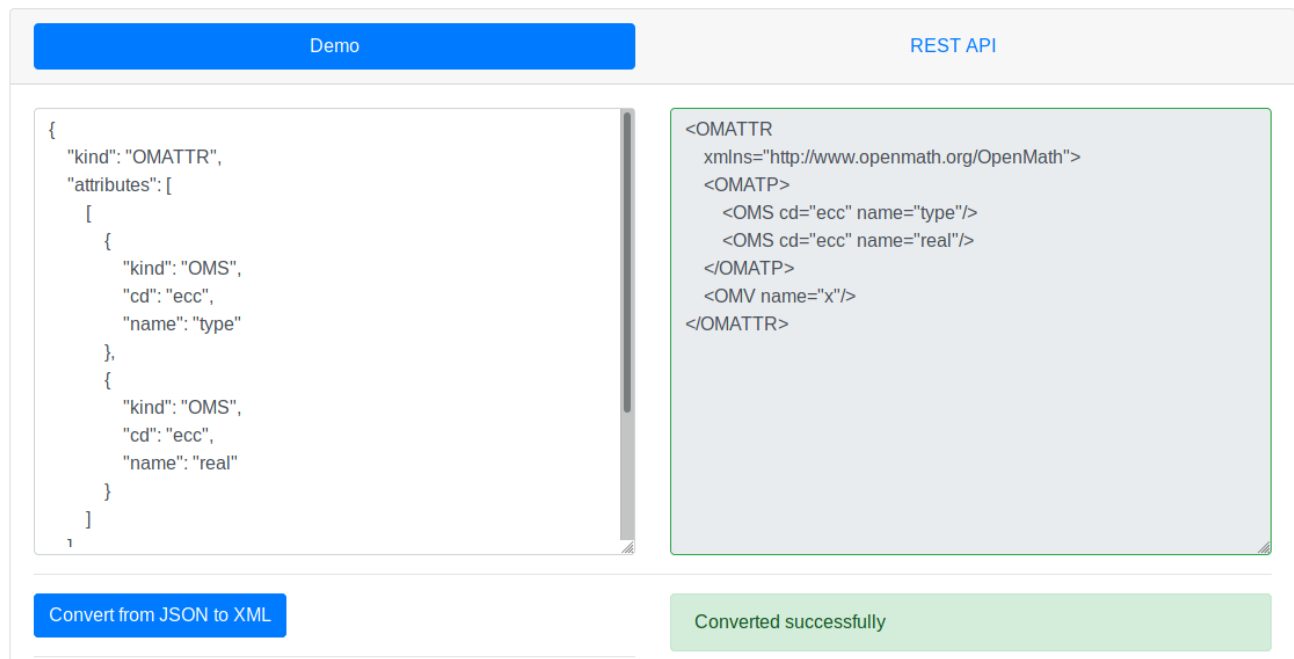 Demo
REST API
{
"kind": "OMATTR",
"attributes": [
[
{
"kind": "OMS",
"cd": "ecc",
"name": "type"
},
{
"kind": "OMS",
"cd": "ecc",
"name": "real"
}
]
]
<OMATTR
xmlns="http://www.openmath.org/OpenMath">
<OMATP>
<OMS cd="ecc" name="type"/>
<OMS cd="ecc" name="real"/>
</OMATP>
<OMV name="x"/>
</OMATTR>
Convert from JSON to XML
Converted successfully